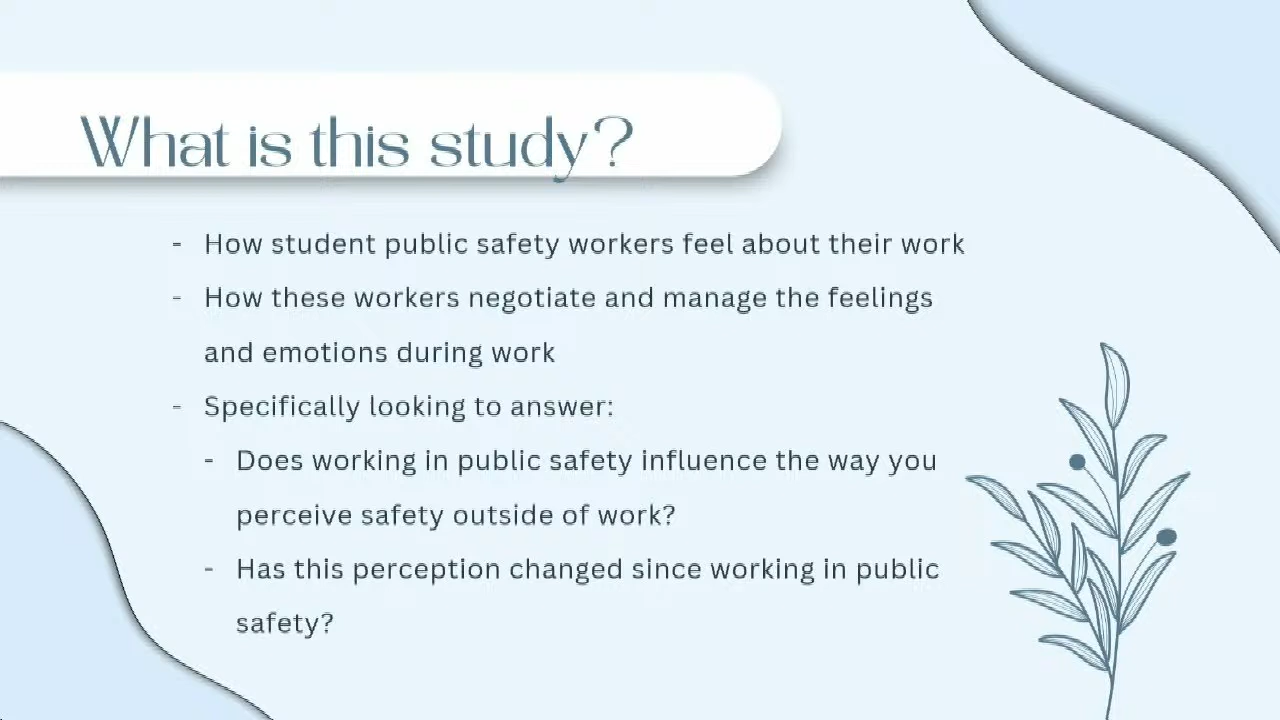 What is this study?
- How student public safety workers feel about their work
- How these workers negotiate and manage the feelings
and emotions during work
- Specifically looking to answer:
- Does working in public safety influence the way you
perceive safety outside of work?
- Has this perception changed since working in public
safety?